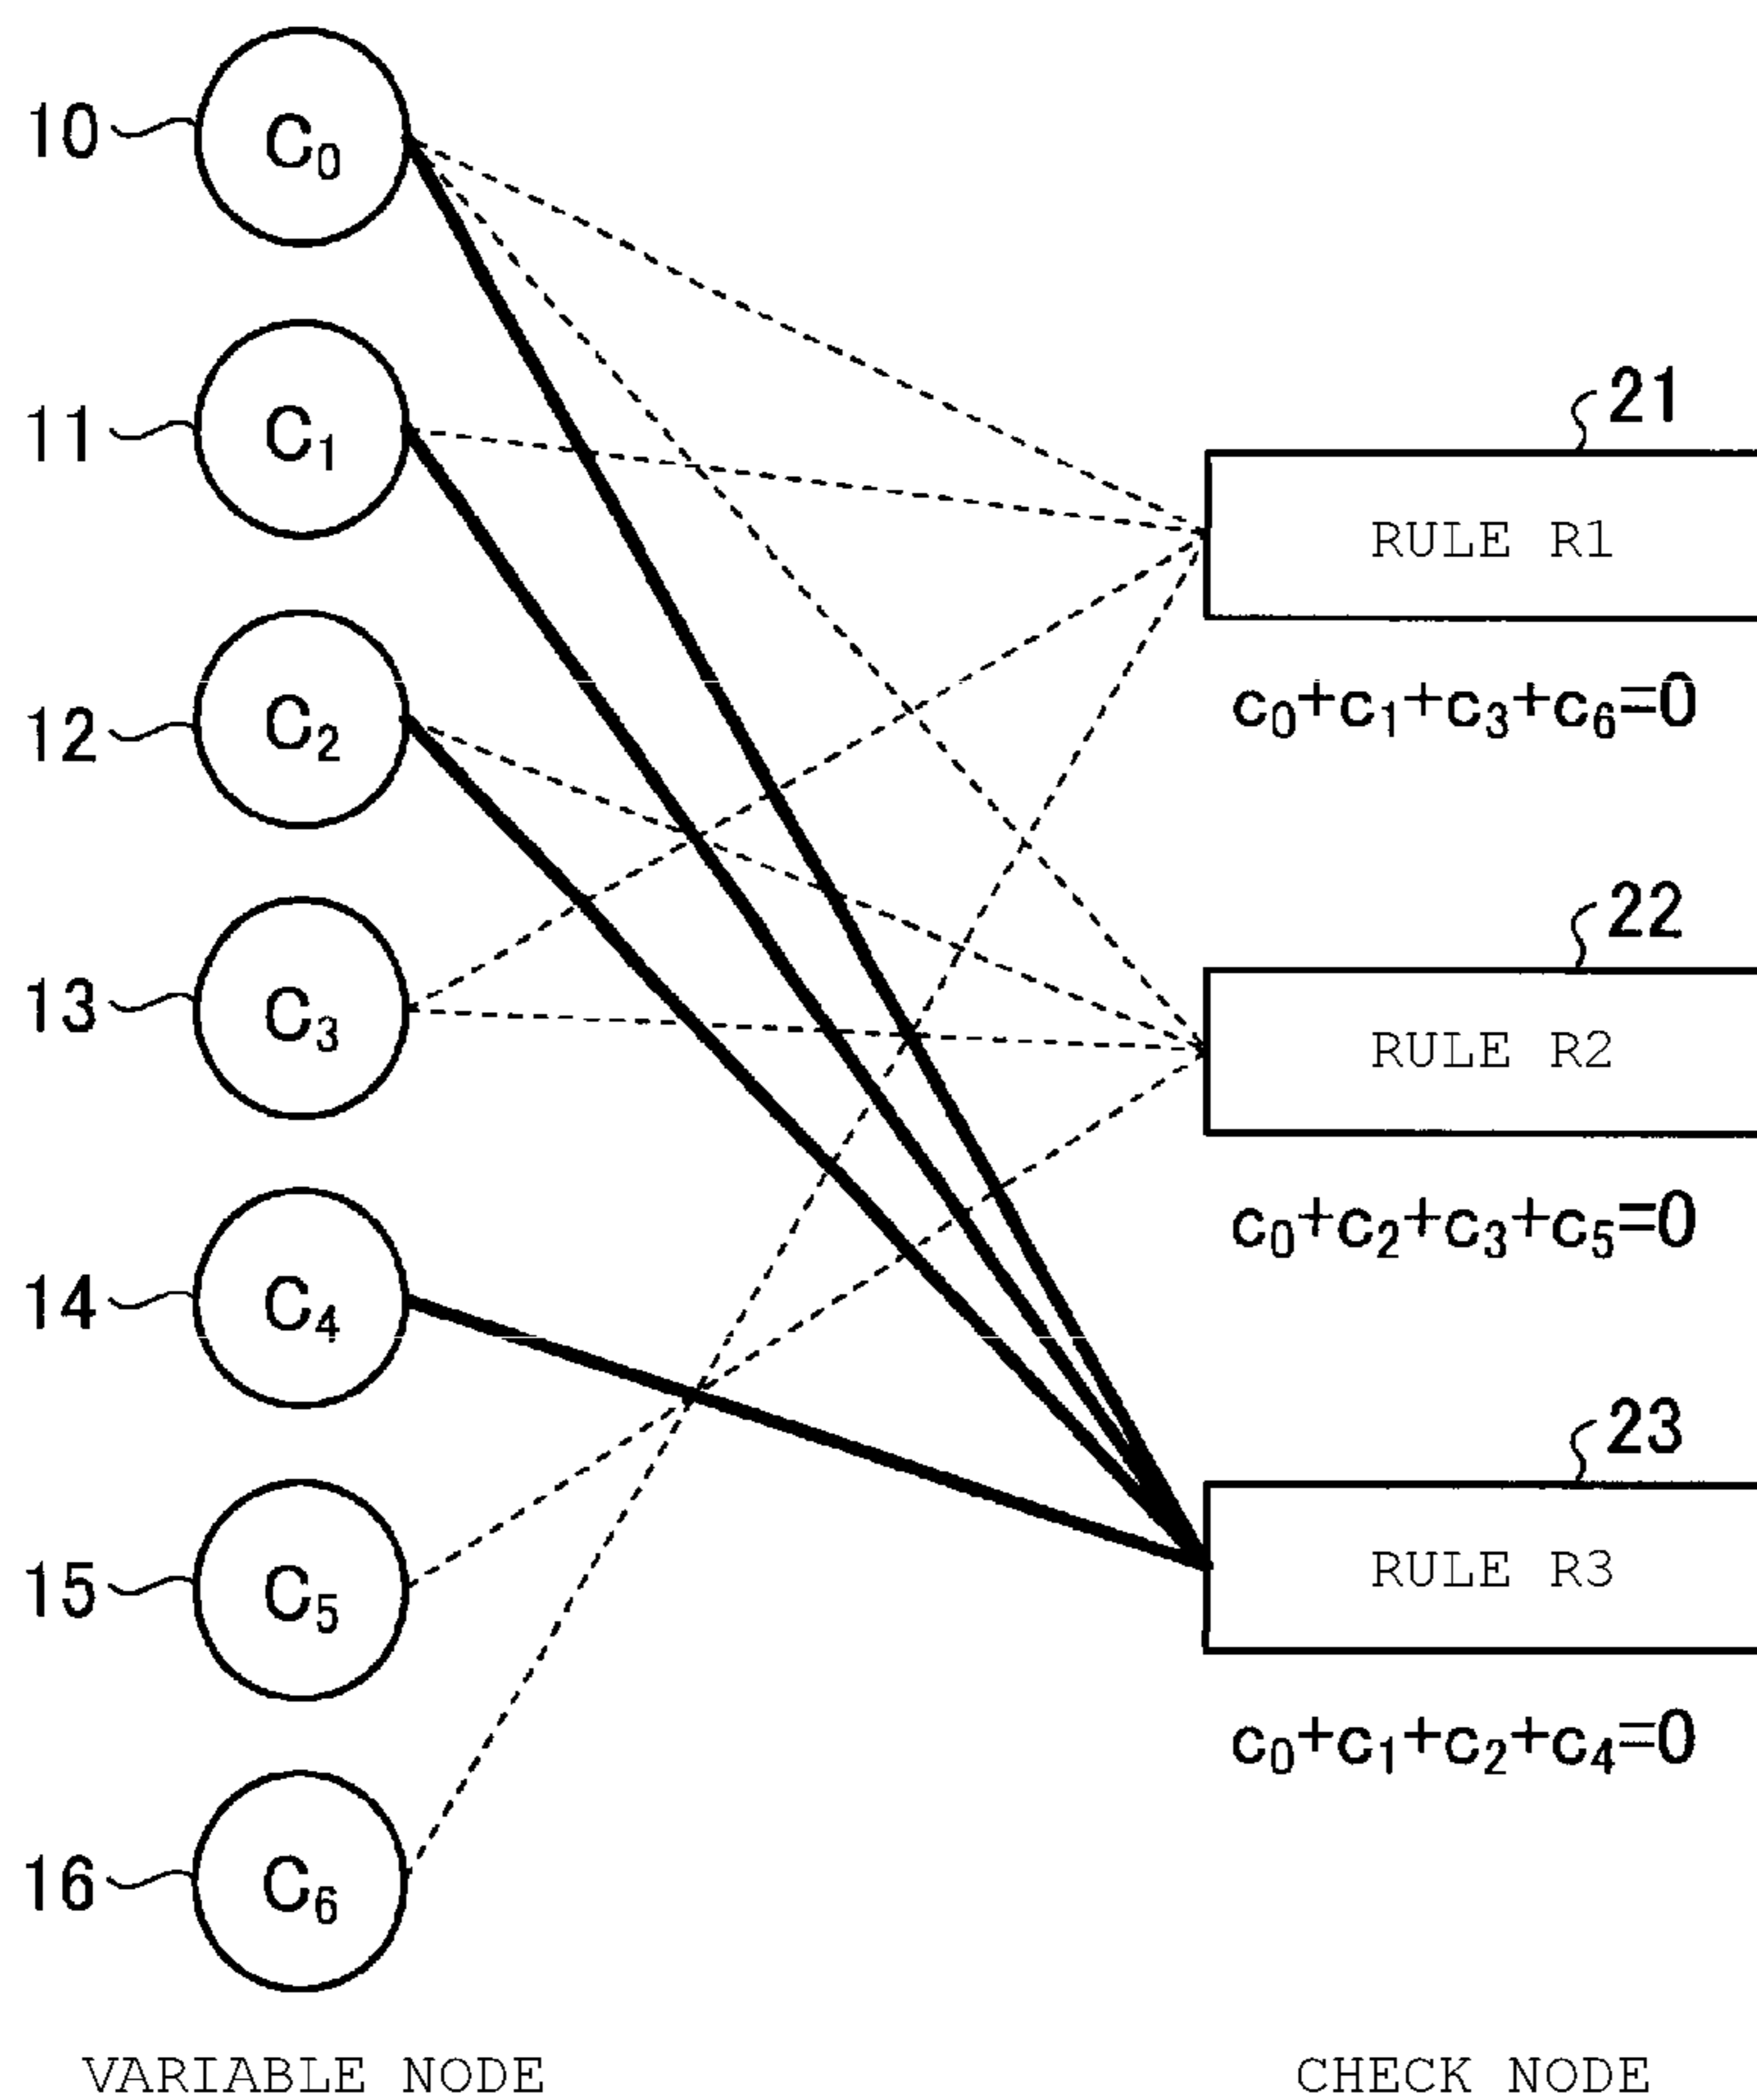 10 C₀
11 C₁
12 C₂
13 C₃
14 C₄
15 C₅
16 C₆
VARIABLE NODE
21
RULE R1
c₀+c₁+c₃+c₆=0
22
RULE R2
c₀+c₂+c₃+c₅=0
23
RULE R3
c₀+c₁+c₂+c₄=0
CHECK NODE